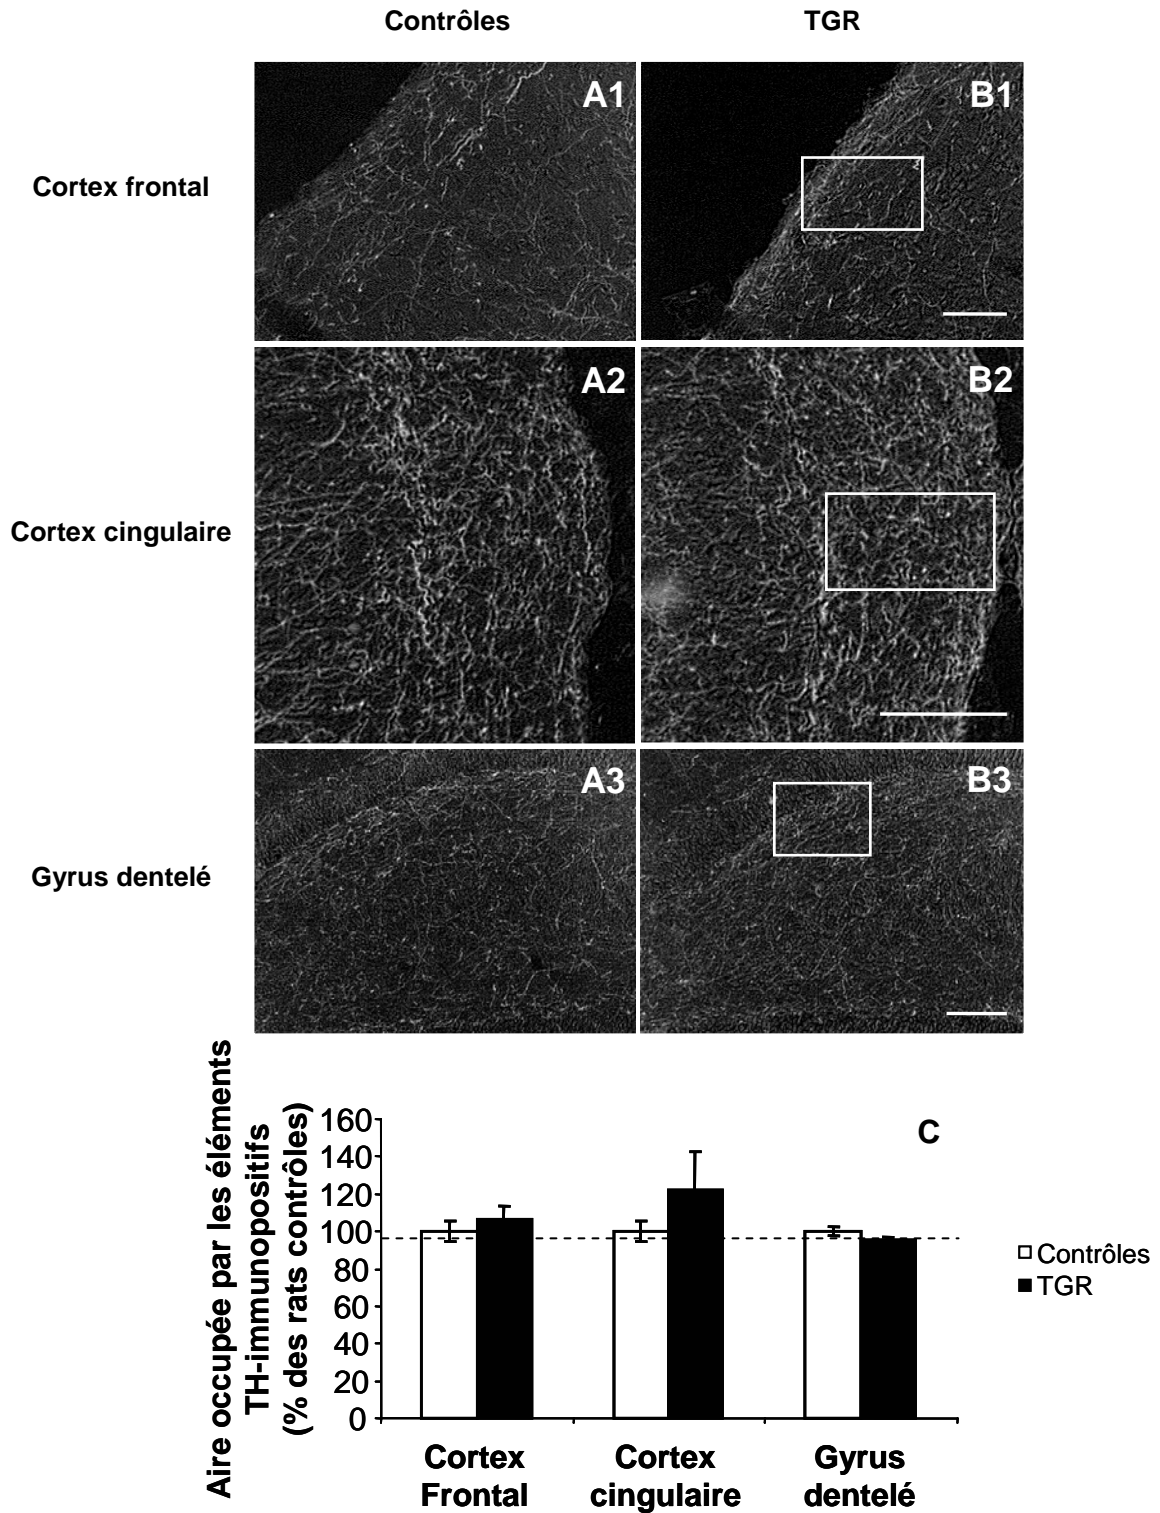 Contrôles
TGR
Cortex frontal
A1
B1
Cortex cingulaire
A2
B2
Gyrus dentelé
A3
B3
Aire occupée par les éléments
TH-immunopositifs
(% des rats contrôles)
C
160
140
120
100
80
60
40
20
0
Cortex
Frontal
Cortex
cingulaire
Gyrus
dentelé
Contrôles
TGR